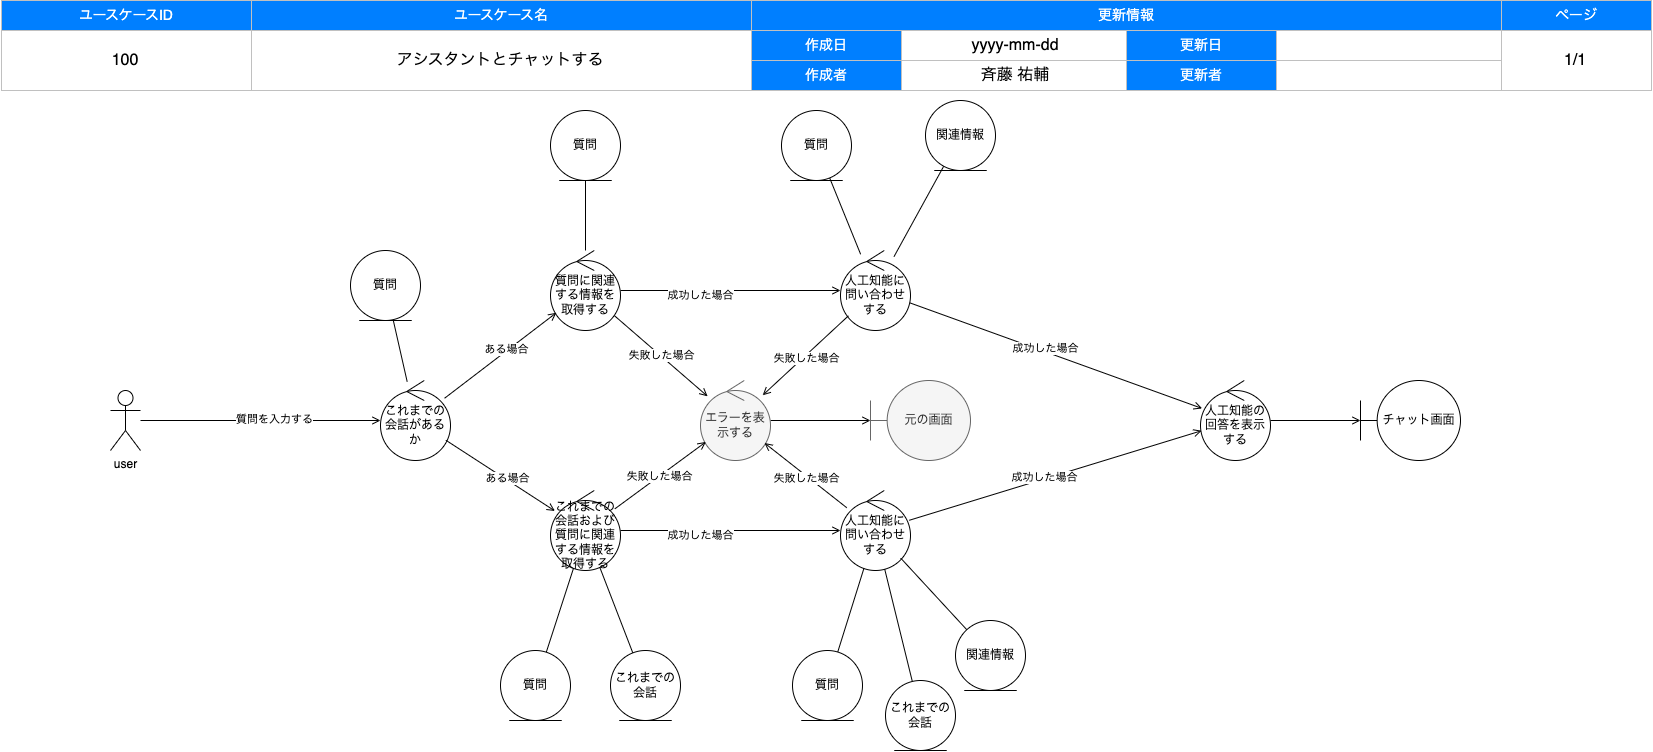 ユースケースID
ユースケース名
更新情報
ページ
100
アシスタントとチャットする
作成日
yyyy-mm-dd
更新日
1/1
作成者
斉藤 祐輔
更新者
質問
質問
関連情報
質問
質問に関連
する情報を
取得する
成功した場合
人工知能に
問い合わせ
する
ある場合
失敗した場合
失敗した場合
成功した場合
user
質問を入力する
これまでの
会話がある
か
エラーを表
示する
元の画面
人工知能の
回答を表示
する
チャット画面
ある場合
失敗した場合
失敗した場合
成功した場合
これまでの
会話および
質問に関連
する情報を
取得する
成功した場合
人工知能に
問い合わせ
する
質問
これまでの
会話
質問
これまでの
会話
関連情報